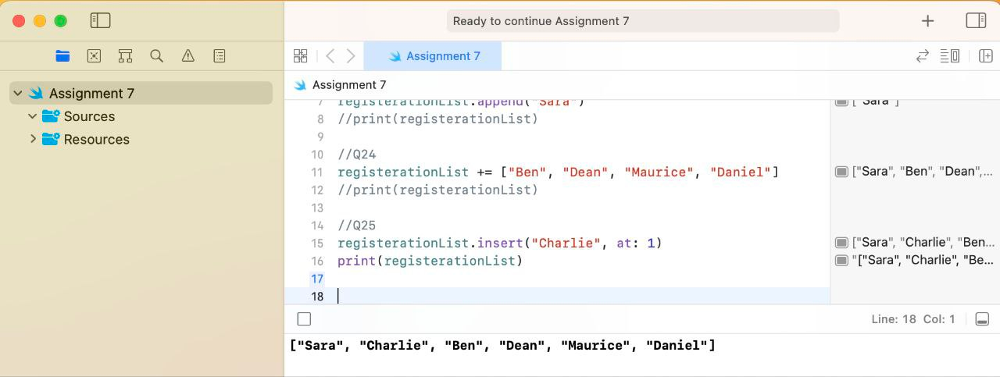 Ready to continue Assignment 7
Assignment 7
Assignment 7
Sources
Resources
Assignment 7
7 registerationList.append("Sara") ["Sara"]
8 //print(registerationList)
9
10 //Q24
11 registerationList += ["Ben", "Dean", "Maurice", "Daniel"] ["Sara", "Ben", "Dean",...
12 //print(registerationList)
13
14 //Q25
15 registerationList.insert("Charlie", at: 1) ["Sara", "Charlie", "Ben...
16 print(registerationList) "["Sara", "Charlie", "Be...
17
18
Line: 18 Col: 1
["Sara", "Charlie", "Ben", "Dean", "Maurice", "Daniel"]